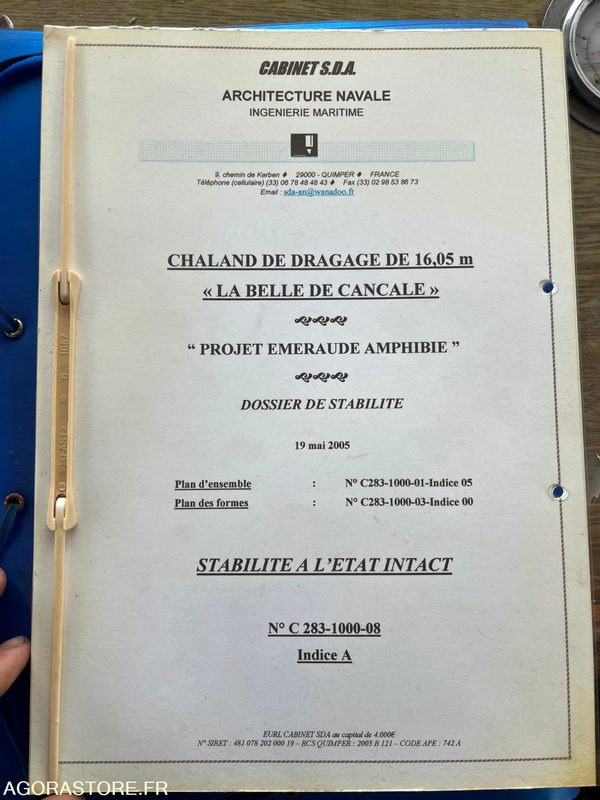 CABINET S.D.A.
ARCHITECTURE NAVALE
INGENIERIE MARITIME
9, chemin de Kerben ♦ 29000 - QUIMPER ♦ FRANCE
Téléphone (cellulaire) (33) 06 78 48 48 43 ♦ Fax (33) 02 98 53 86 73
Email : sda-an@wanadoo.fr
CHALAND DE DRAGAGE DE 16,05 m
« LA BELLE DE CANCALE »
“ PROJET EMERAUDE AMPHIBIE ”
DOSSIER DE STABILITE
19 mai 2005
Plan d’ensemble : N° C283-1000-01-Indice 05
Plan des formes : N° C283-1000-03-Indice 00
STABILITE A L’ETAT INTACT
N° C 283-1000-08
Indice A
EURL CABINET SDA au capital de 4.000€
N° SIRET : 481 078 202 000 19 – RCS QUIMPER : 2005 B 121 – CODE APE : 742 A
AGORASTORE.FR